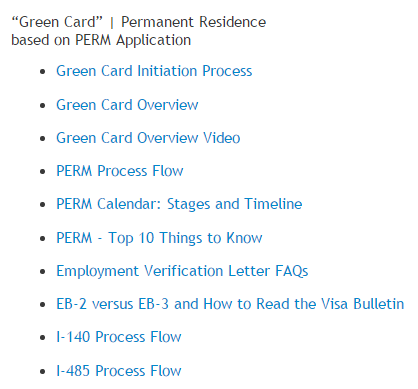 “Green Card” | Permanent Residence
based on PERM Application
• Green Card Initiation Process
• Green Card Overview
• Green Card Overview Video
• PERM Process Flow
• PERM Calendar: Stages and Timeline
• PERM - Top 10 Things to Know
• Employment Verification Letter FAQs
• EB-2 versus EB-3 and How to Read the Visa Bulletin
• I-140 Process Flow
• I-485 Process Flow